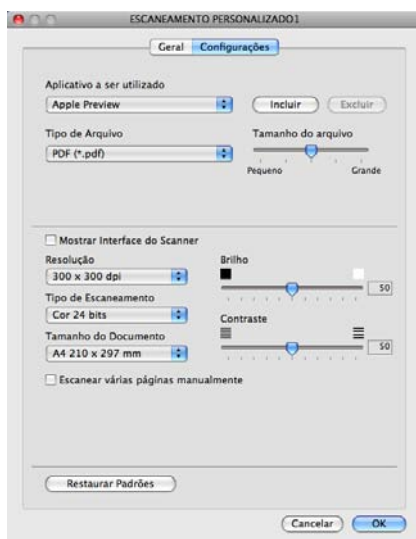 ESCANEAMENTO PERSONALIZADO1
Geral Configurações
Aplicativo a ser utilizado
Apple Preview Incluir Excluir
Tipo de Arquivo Tamanho do arquivo
PDF (*.pdf)
Pequeno Grande
Mostrar Interface do Scanner
Resolução Brilho
300 x 300 dpi 50
Tipo de Escaneamento
Cor 24 bits Contraste
Tamanho do Documento
A4 210 x 297 mm 50
Escanear várias páginas manualmente
Restaurar Padrões
Cancelar OK